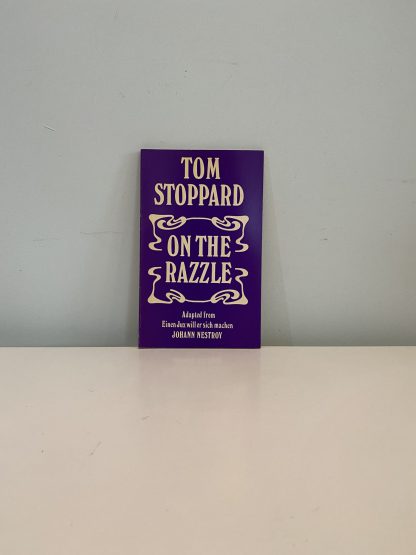 TOM
STOPPARD
ON THE
RAZZLE
Adapted from
Einen Jux will er sich machen
JOHANN NESTROY